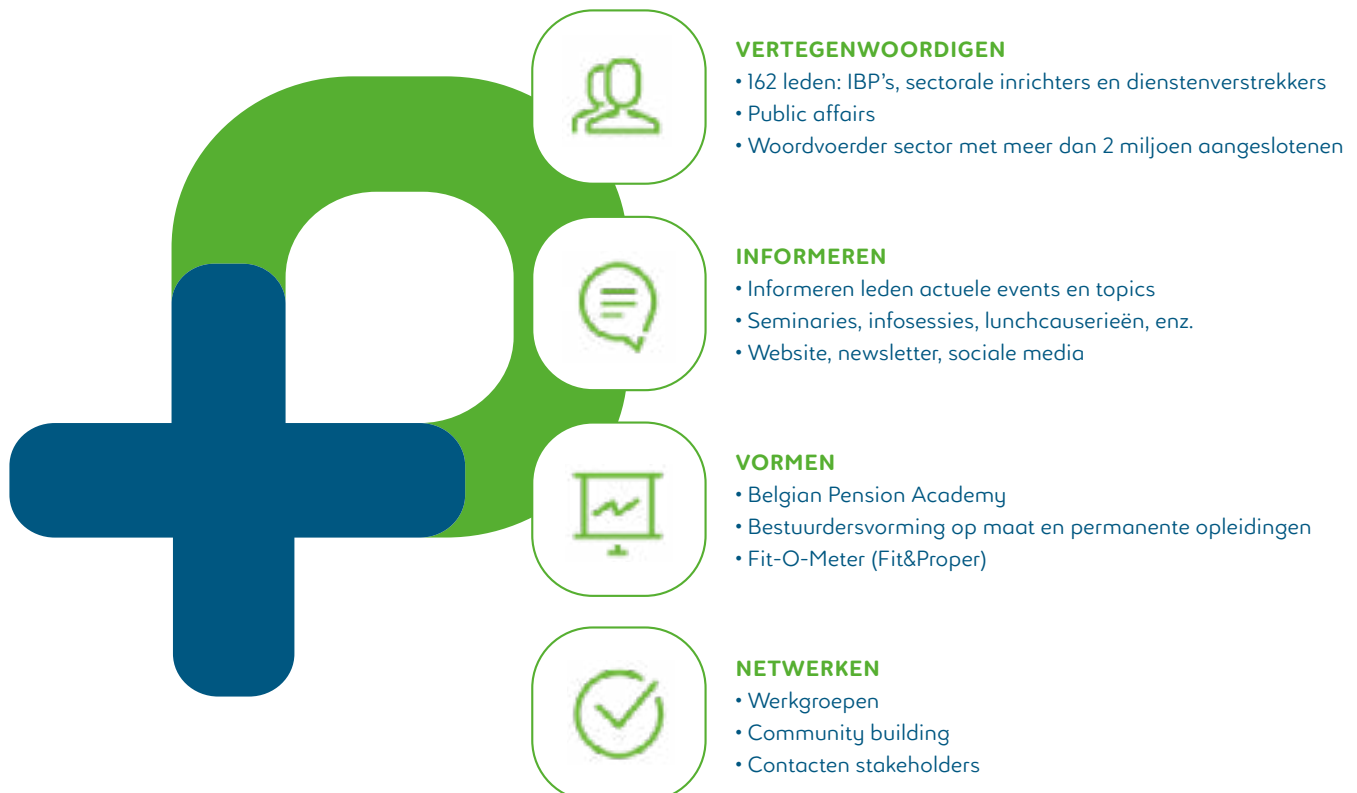 VERTEGENWOORDIGEN
• 162 leden: IBP's, sectorale inrichters en dienstenverstrekkers
• Public affairs
• Woordvoerder sector met meer dan 2 miljoen aangeslotenen
INFORMEREN
• Informeren leden actuele events en topics
• Seminaries, infosessies, lunchcauserieën, enz.
• Website, newsletter, sociale media
VORMEN
• Belgian Pension Academy
• Bestuurdersvorming op maat en permanente opleidingen
• Fit-O-Meter (Fit&Proper)
NETWERKEN
• Werkgroepen
• Community building
• Contacten stakeholders